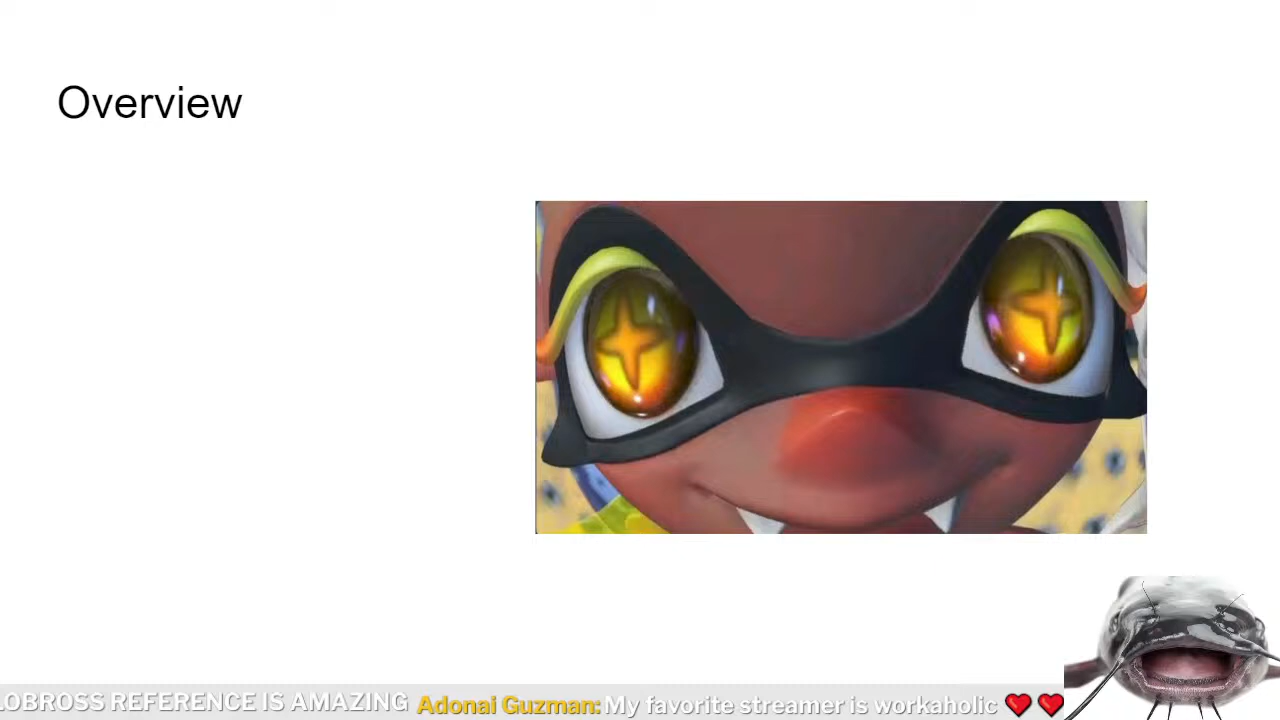 Overview
LOBROSS REFERENCE IS AMAZING Adonai Guzman: My favorite streamer is workaholic ❤️❤️